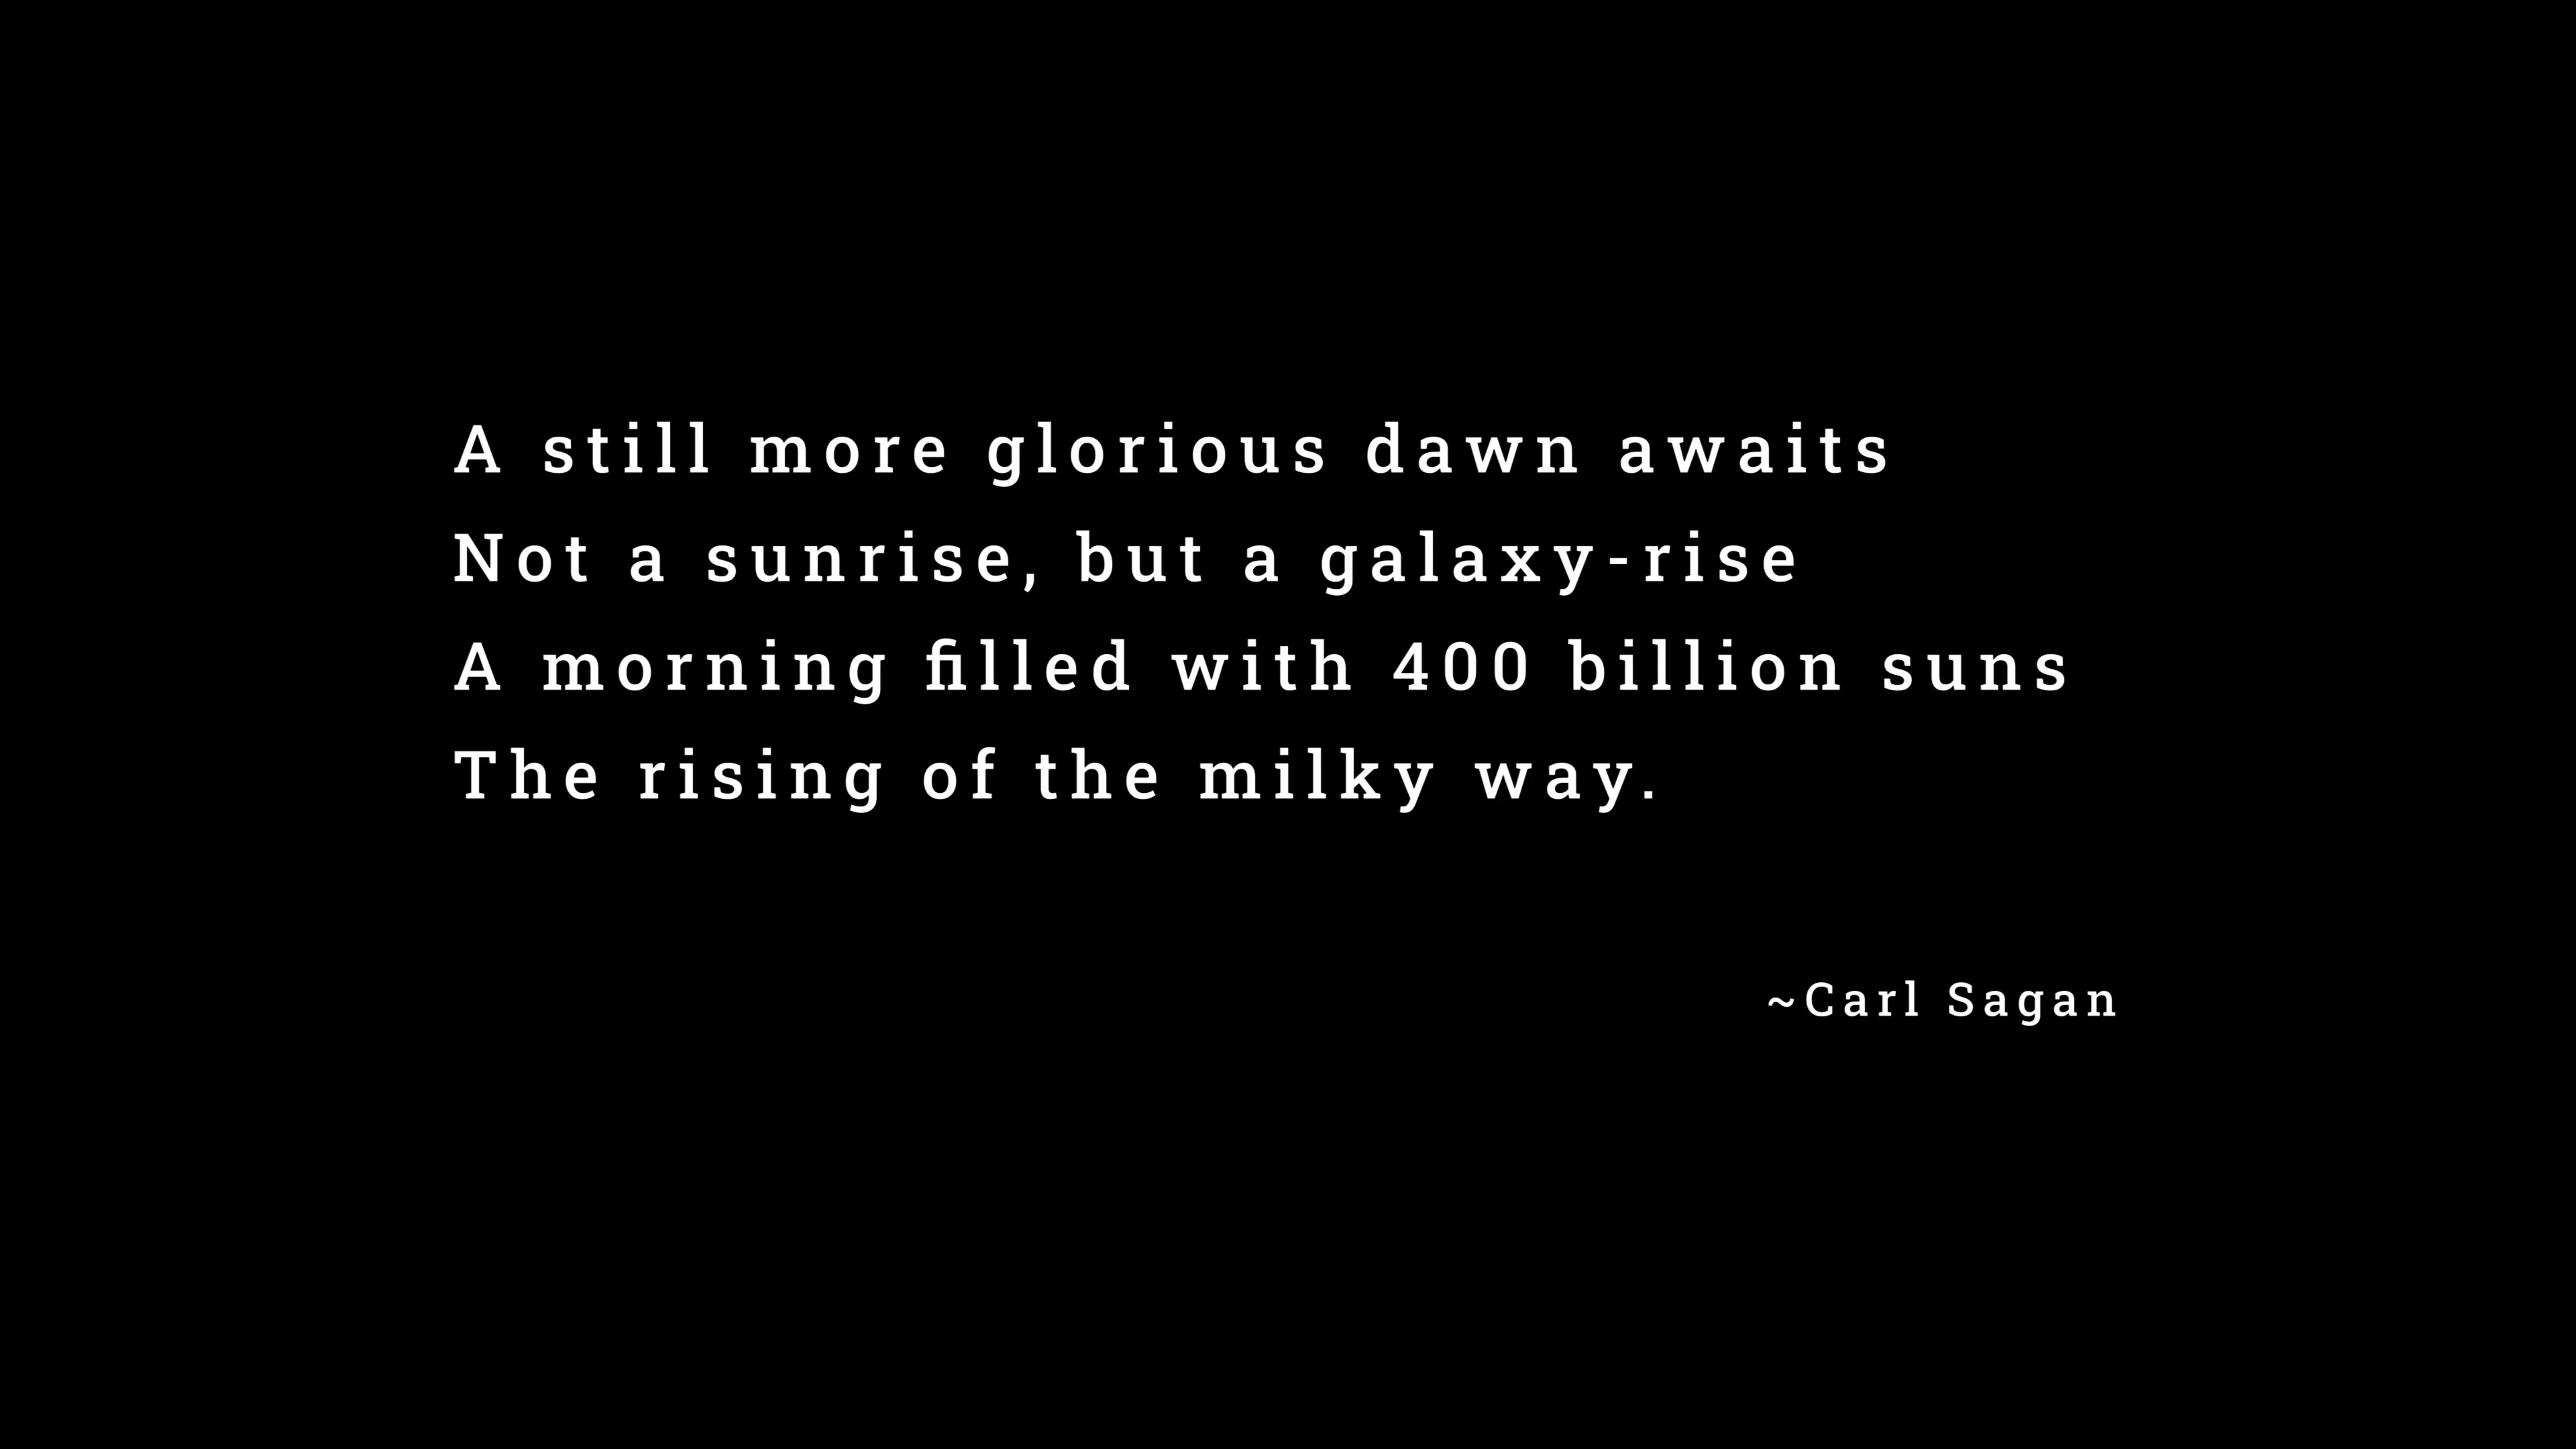 A still more glorious dawn awaits
Not a sunrise, but a galaxy-rise
A morning filled with 400 billion suns
The rising of the milky way.
~Carl Sagan